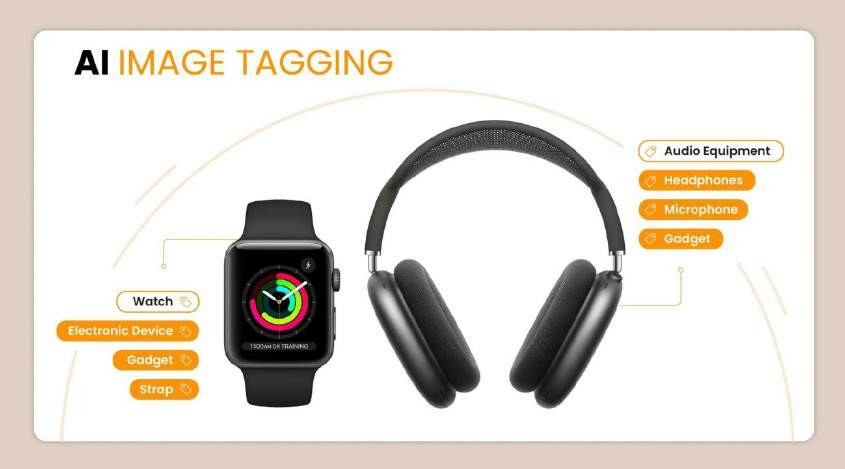 AI IMAGE TAGGING
Audio Equipment
Headphones
Microphone
Gadget
Watch
Electronic Device
Gadget
Strap